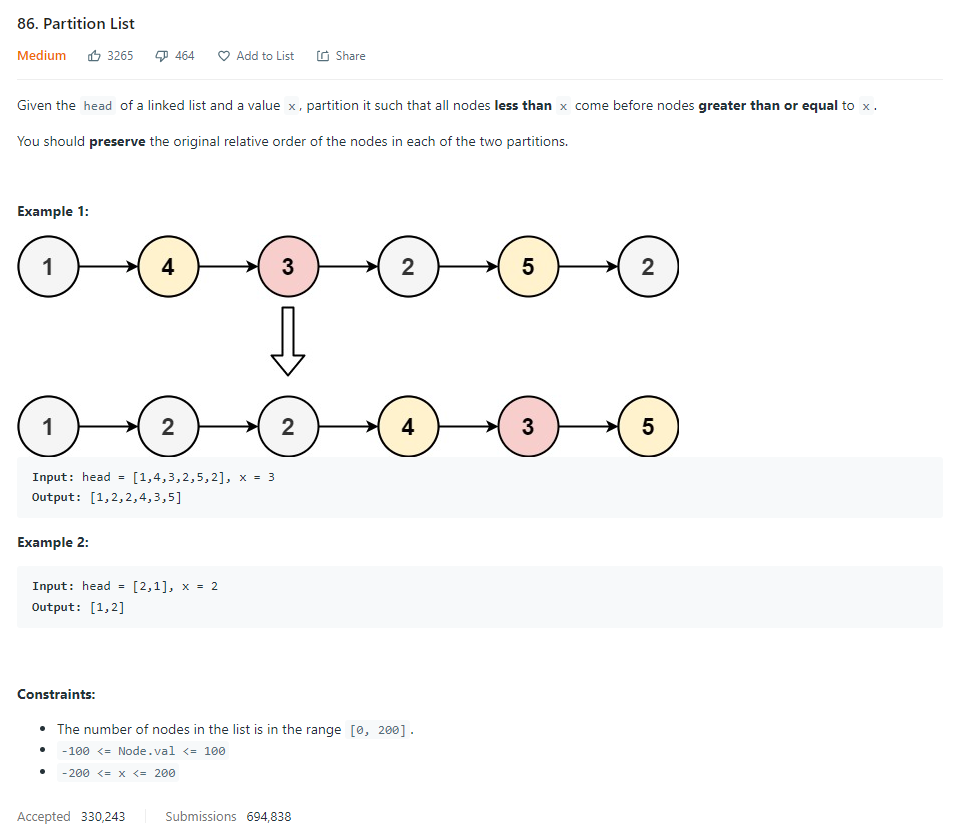 86. Partition List
Medium 3265 464 Add to List Share
Given the head of a linked list and a value x, partition it such that all nodes less than x come before nodes greater than or equal to x.
You should preserve the original relative order of the nodes in each of the two partitions.
Example 1:
1 4 3 2 5 2
1 2 2 4 3 5
Input: head = [1,4,3,2,5,2], x = 3
Output: [1,2,2,4,3,5]
Example 2:
Input: head = [2,1], x = 2
Output: [1,2]
Constraints:
• The number of nodes in the list is in the range [0, 200].
• -100 <= Node.val <= 100
• -200 <= x <= 200
Accepted 330,243 Submissions 694,838